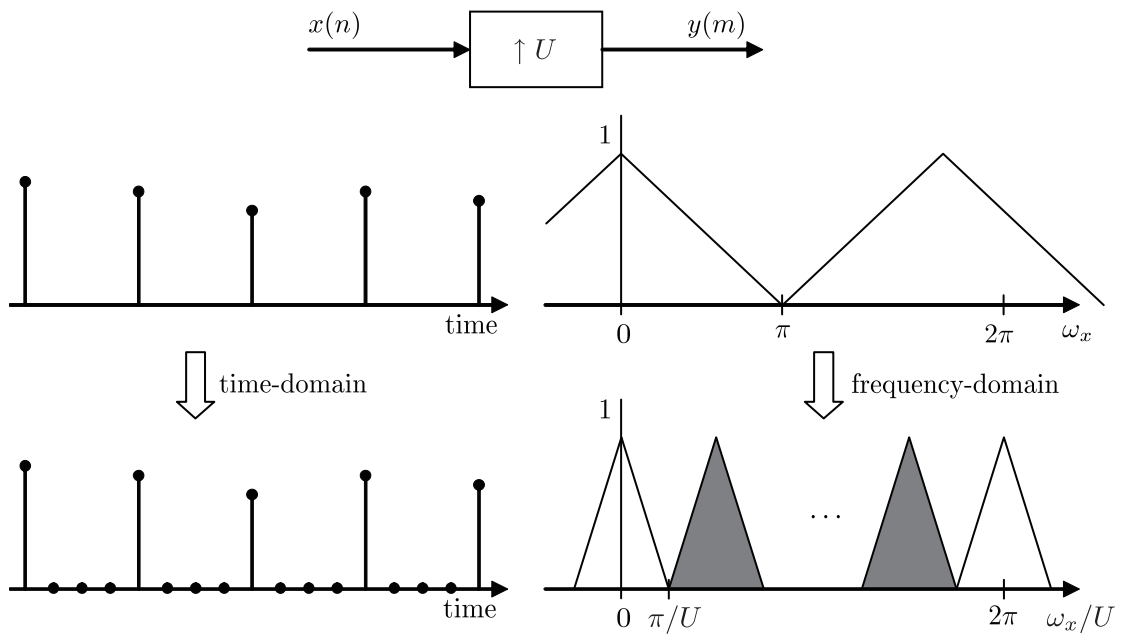 x(n) ↑ U y(m)
1
0 π 2π ω_x
time
time-domain
frequency-domain
1
...
0 π/U 2π ω_x/U
time